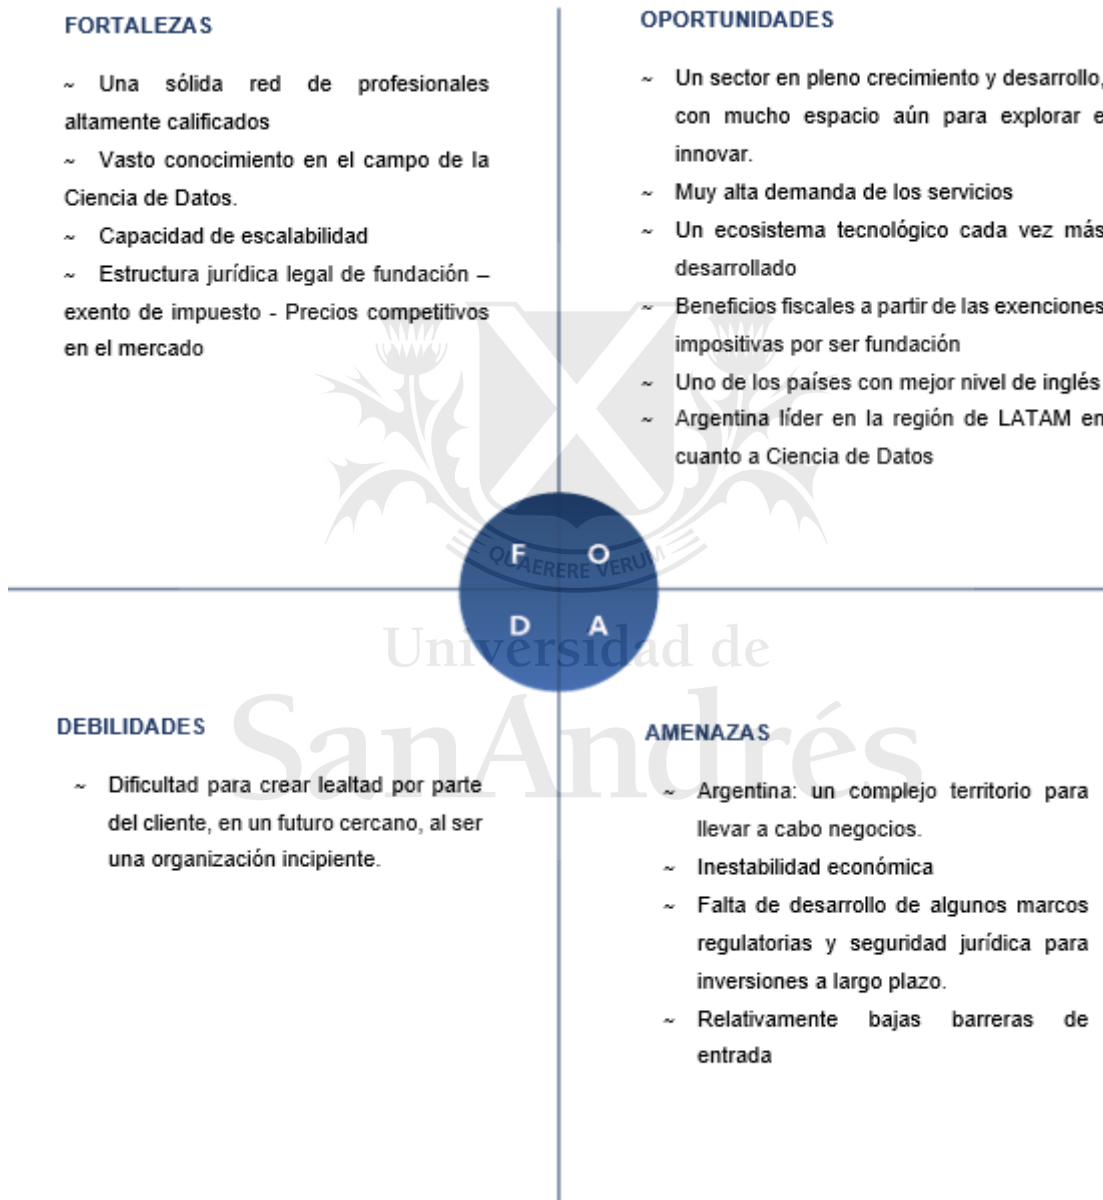 FORTALEZAS
~ Una sólida red de profesionales
altamente calificados
~ Vasto conocimiento en el campo de la
Ciencia de Datos.
~ Capacidad de escalabilidad
~ Estructura jurídica legal de fundación –
exento de impuesto - Precios competitivos
en el mercado
OPORTUNIDADES
~ Un sector en pleno crecimiento y desarrollo,
con mucho espacio aún para explorar e
innovar.
~ Muy alta demanda de los servicios
~ Un ecosistema tecnológico cada vez más
desarrollado
~ Beneficios fiscales a partir de las exenciones
impositivas por ser fundación
~ Uno de los países con mejor nivel de inglés
~ Argentina líder en la región de LATAM en
cuanto a Ciencia de Datos
F O
QUAERERE VERUM
D A
Universidad de
SanAndrés
DEBILIDADES
~ Dificultad para crear lealtad por parte
del cliente, en un futuro cercano, al ser
una organización incipiente.
AMENAZAS
~ Argentina: un complejo territorio para
llevar a cabo negocios.
~ Inestabilidad económica
~ Falta de desarrollo de algunos marcos
regulatorias y seguridad jurídica para
inversiones a largo plazo.
~ Relativamente bajas barreras de
entrada